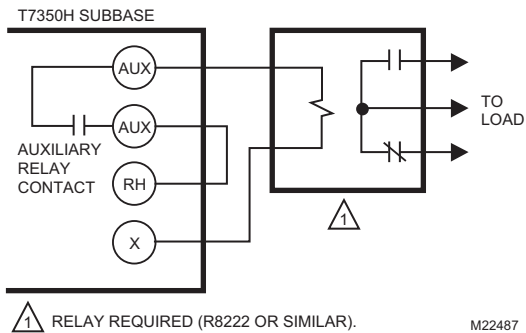 T7350H SUBBASE
AUX
AUX
AUXILIARY
RELAY
CONTACT
RH
X
TO
LOAD
1
1 RELAY REQUIRED (R8222 OR SIMILAR).
M22487